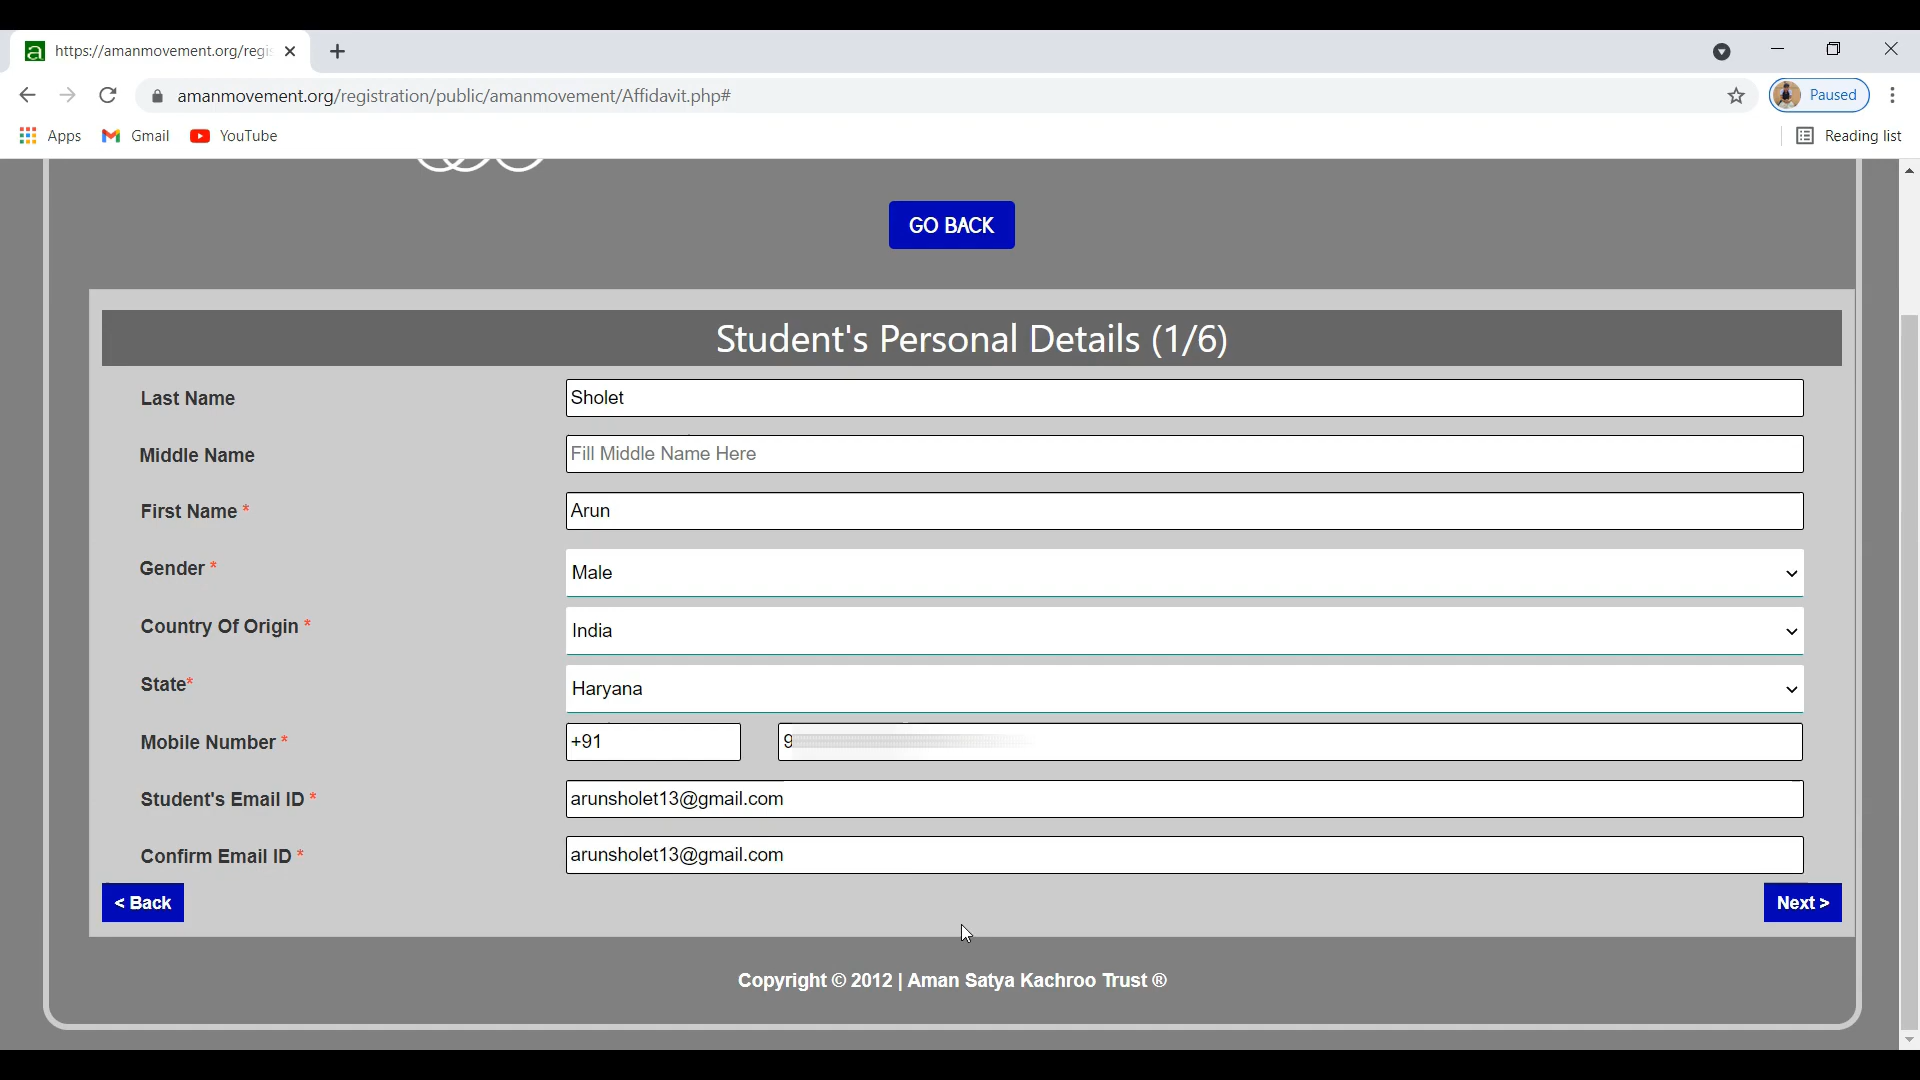 https://amanmovement.org/regis
amanmovement.org/registration/public/amanmovement/Affidavit.php#
Paused
Apps
Gmail
YouTube
Reading list
GO BACK
Student's Personal Details (1/6)
Last Name Sholet
Middle Name Fill Middle Name Here
First Name * Arun
Gender * Male
Country Of Origin * India
State* Haryana
Mobile Number * +91 9
Student's Email ID * arunsholet13@gmail.com
Confirm Email ID * arunsholet13@gmail.com
< Back Next >
Copyright © 2012 | Aman Satya Kachroo Trust ®